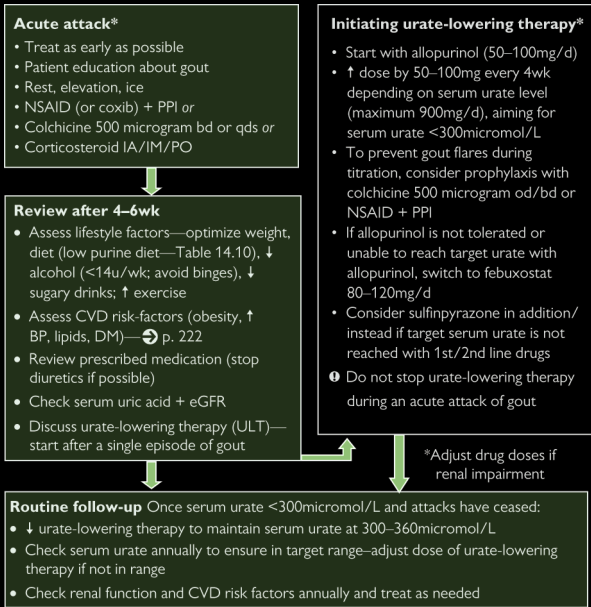 Acute attack*
• Treat as early as possible
• Patient education about gout
• Rest, elevation, ice
• NSAID (or coxib) + PPI or
• Colchicine 500 microgram bd or qds or
• Corticosteroid IA/IM/PO
Review after 4–6wk
• Assess lifestyle factors—optimize weight,
diet (low purine diet—Table 14.10), ↓
alcohol (<14u/wk; avoid binges), ↓
sugary drinks; ↑ exercise
• Assess CVD risk-factors (obesity, ↑
BP, lipids, DM)—➔ p. 222
• Review prescribed medication (stop
diuretics if possible)
• Check serum uric acid + eGFR
• Discuss urate-lowering therapy (ULT)—
start after a single episode of gout
Initiating urate-lowering therapy*
• Start with allopurinol (50–100mg/d)
• ↑ dose by 50–100mg every 4wk
depending on serum urate level
(maximum 900mg/d), aiming for
serum urate <300micromol/L
• To prevent gout flares during
titration, consider prophylaxis with
colchicine 500 microgram od/bd or
NSAID + PPI
• If allopurinol is not tolerated or
unable to reach target urate with
allopurinol, switch to febuxostat
80–120mg/d
• Consider sulfinpyrazone in addition/
instead if target serum urate is not
reached with 1st/2nd line drugs
! Do not stop urate-lowering therapy
during an acute attack of gout
*Adjust drug doses if
renal impairment
Routine follow-up Once serum urate <300micromol/L and attacks have ceased:
• ↓ urate-lowering therapy to maintain serum urate at 300–360micromol/L
• Check serum urate annually to ensure in target range–adjust dose of urate-lowering
therapy if not in range
• Check renal function and CVD risk factors annually and treat as needed